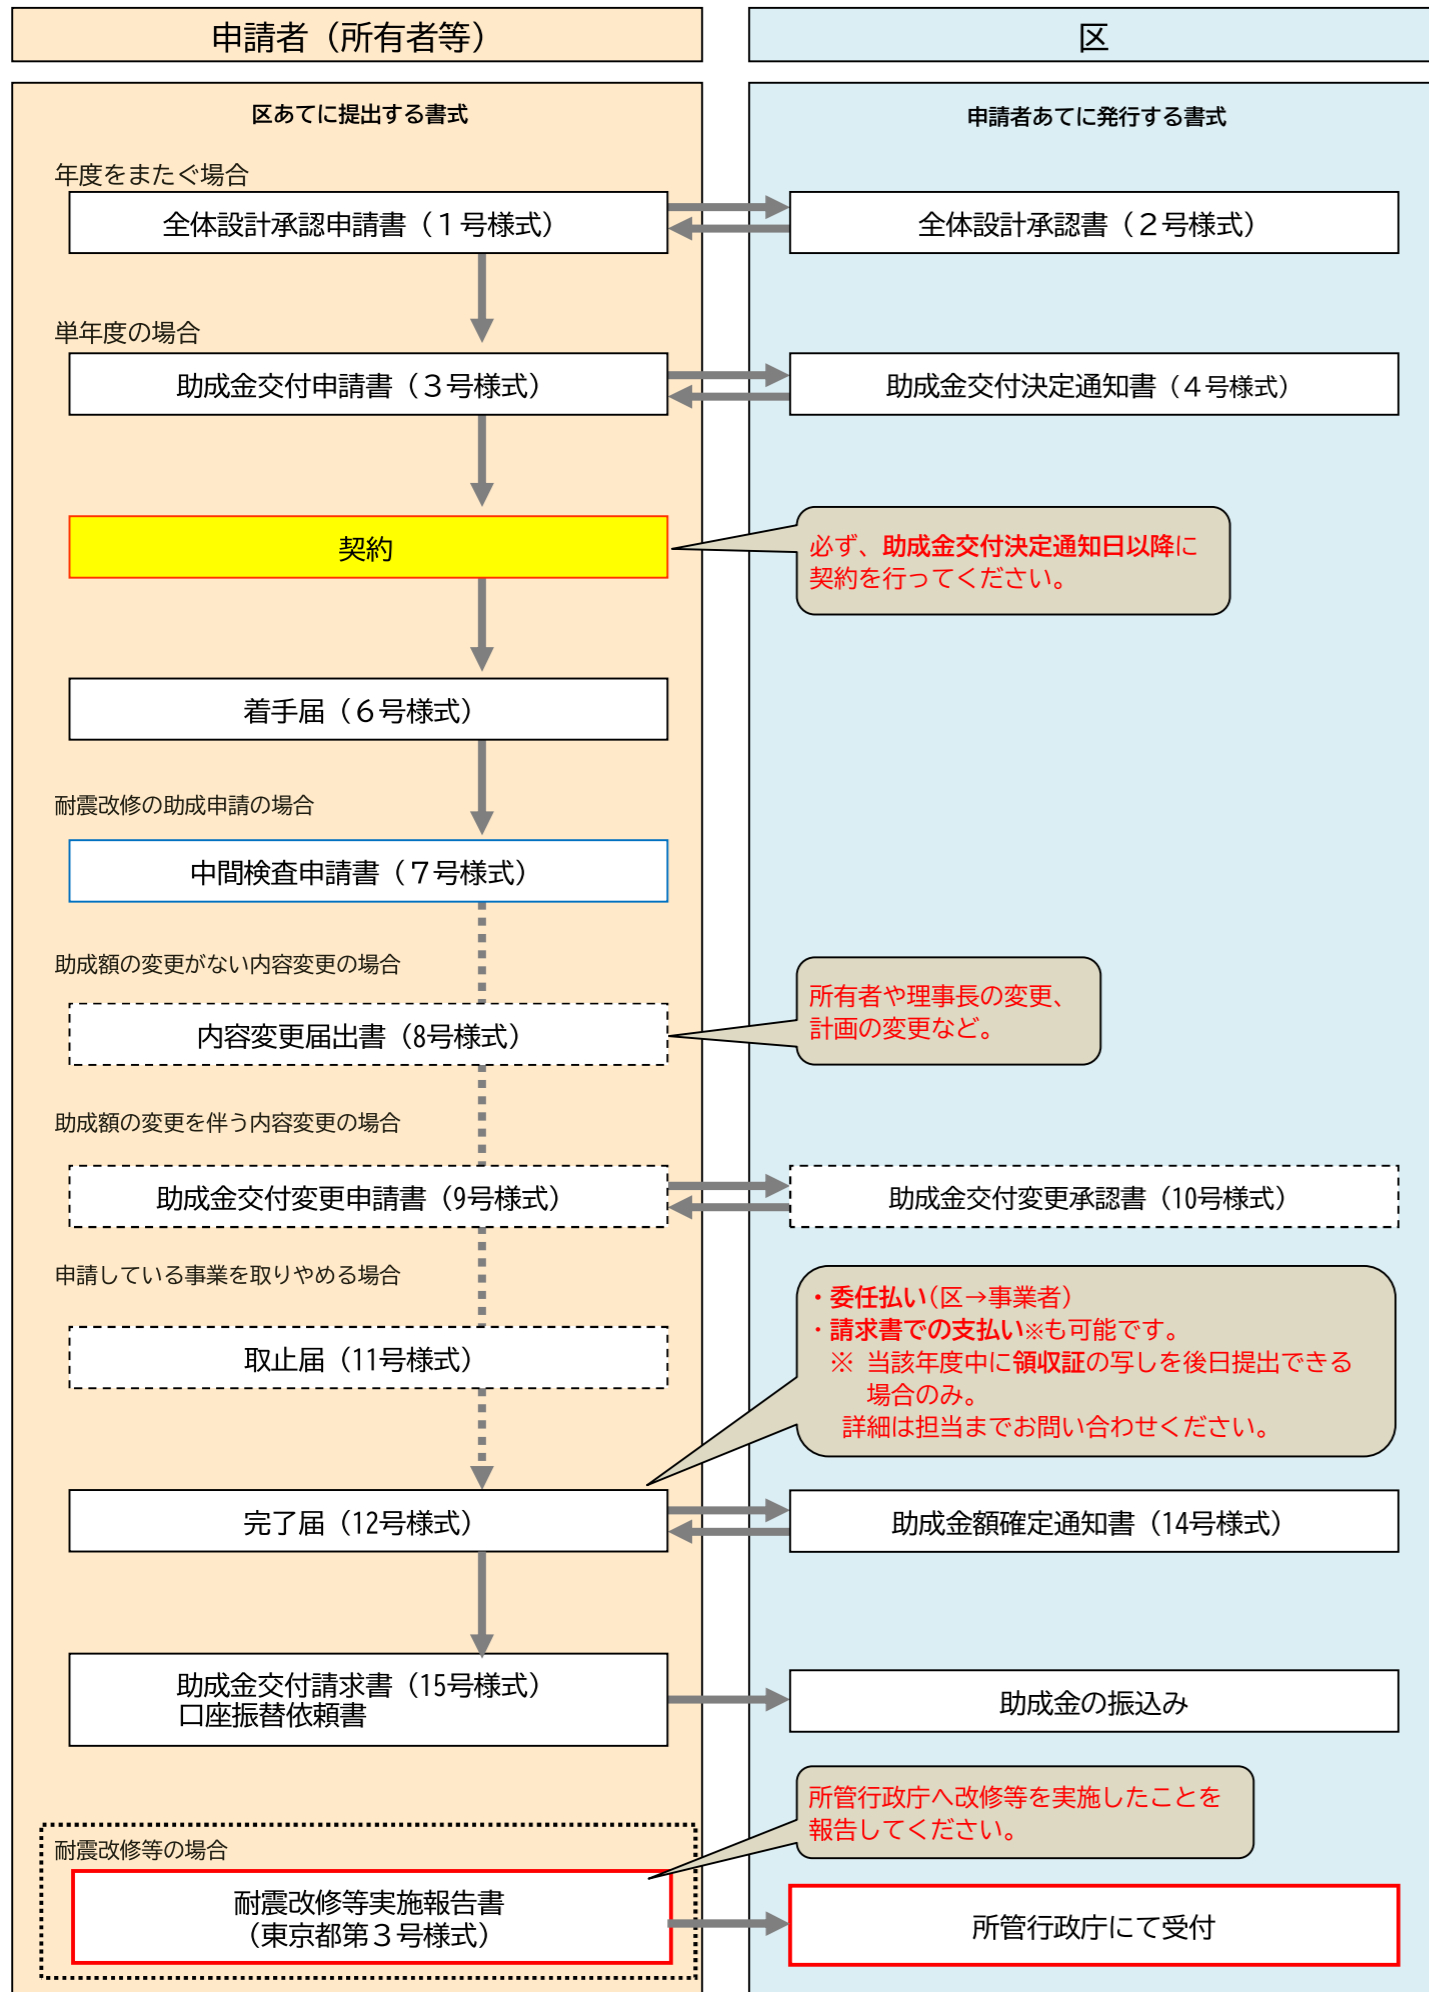 申請者（所有者等）
区
区あてに提出する書式
申請者あてに発行する書式
年度をまたぐ場合
全体設計承認申請書（１号様式）
全体設計承認書（２号様式）
単年度の場合
助成金交付申請書（３号様式）
助成金交付決定通知書（４号様式）
契約
必ず、助成金交付決定通知日以降に
契約を行ってください。
着手届（６号様式）
耐震改修の助成申請の場合
中間検査申請書（７号様式）
助成額の変更がない内容変更の場合
内容変更届出書（8号様式）
所有者や理事長の変更、
計画の変更など。
助成額の変更を伴う内容変更の場合
助成金交付変更申請書（9号様式）
助成金交付変更承認書（10号様式）
申請している事業を取りやめる場合
取止届（11号様式）
・委任払い（区→事業者）
・請求書での支払い※も可能です。
※ 当該年度中に領収証の写しを後日提出できる
場合のみ。
詳細は担当までお問い合わせください。
完了届（12号様式）
助成金額確定通知書（14号様式）
助成金交付請求書（15号様式）
口座振替依頼書
助成金の振込み
所管行政庁へ改修等を実施したことを
報告してください。
耐震改修等の場合
耐震改修等実施報告書
（東京都第３号様式）
所管行政庁にて受付